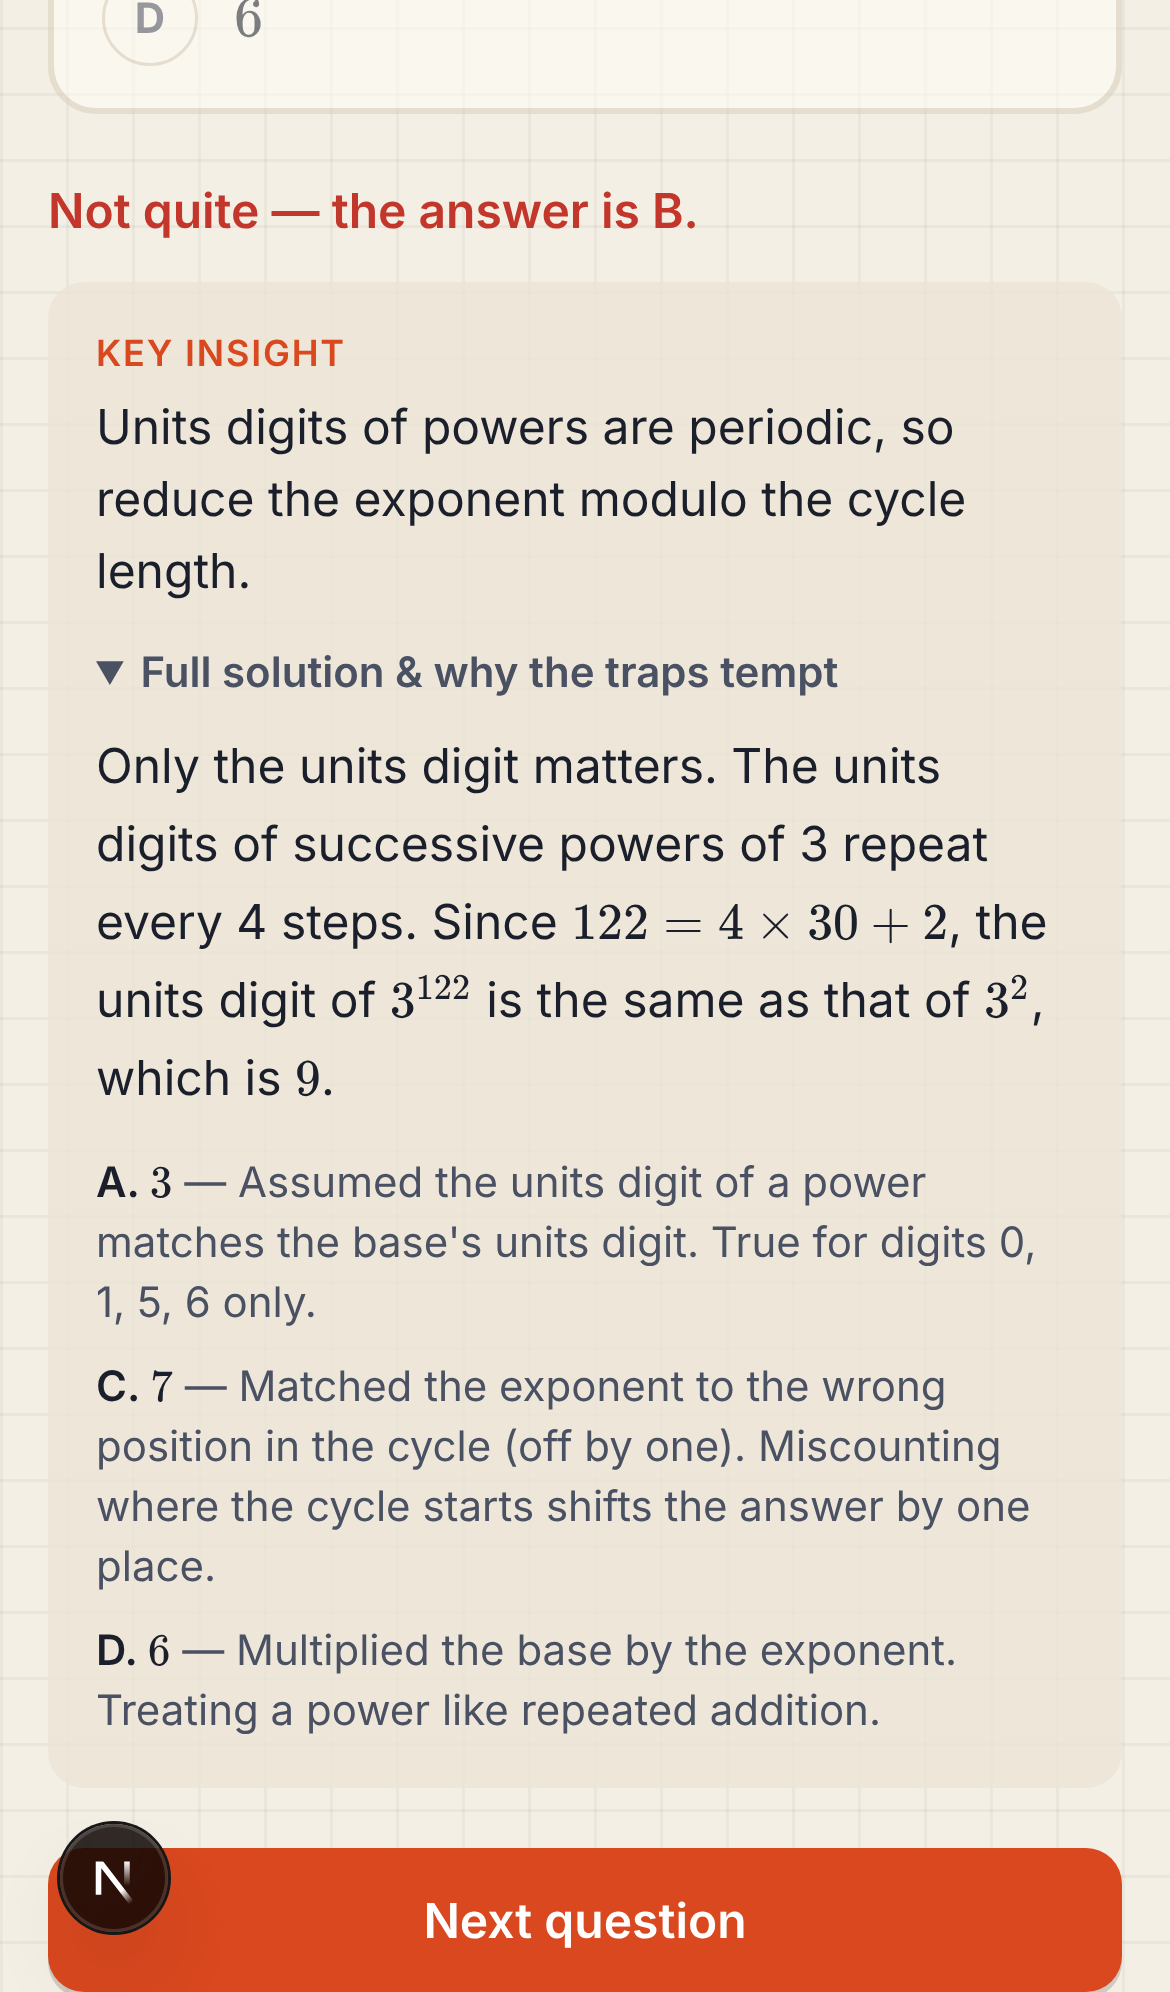 D 6
Not quite — the answer is B.
KEY INSIGHT
Units digits of powers are periodic, so
reduce the exponent modulo the cycle
length.
▼ Full solution & why the traps tempt
Only the units digit matters. The units
digits of successive powers of 3 repeat
every 4 steps. Since 122 = 4 × 30 + 2, the
units digit of 3¹²² is the same as that of 3²,
which is 9.
A. 3 — Assumed the units digit of a power
matches the base's units digit. True for digits 0,
1, 5, 6 only.
C. 7 — Matched the exponent to the wrong
position in the cycle (off by one). Miscounting
where the cycle starts shifts the answer by one
place.
D. 6 — Multiplied the base by the exponent.
Treating a power like repeated addition.
N
Next question